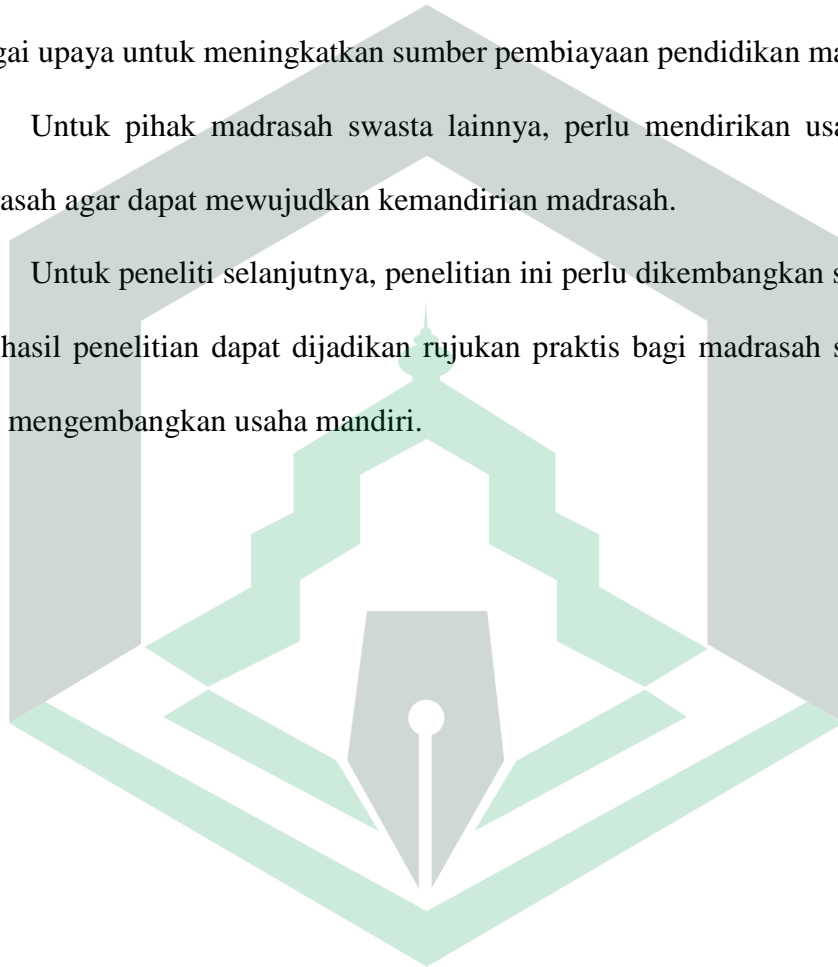 gai upaya untuk meningkatkan sumber pembiayaan pendidikan ma
Untuk pihak madrasah swasta lainnya, perlu mendirikan usa
asah agar dapat mewujudkan kemandirian madrasah.
Untuk peneliti selanjutnya, penelitian ini perlu dikembangkan s
hasil penelitian dapat dijadikan rujukan praktis bagi madrasah s
mengembangkan usaha mandiri.